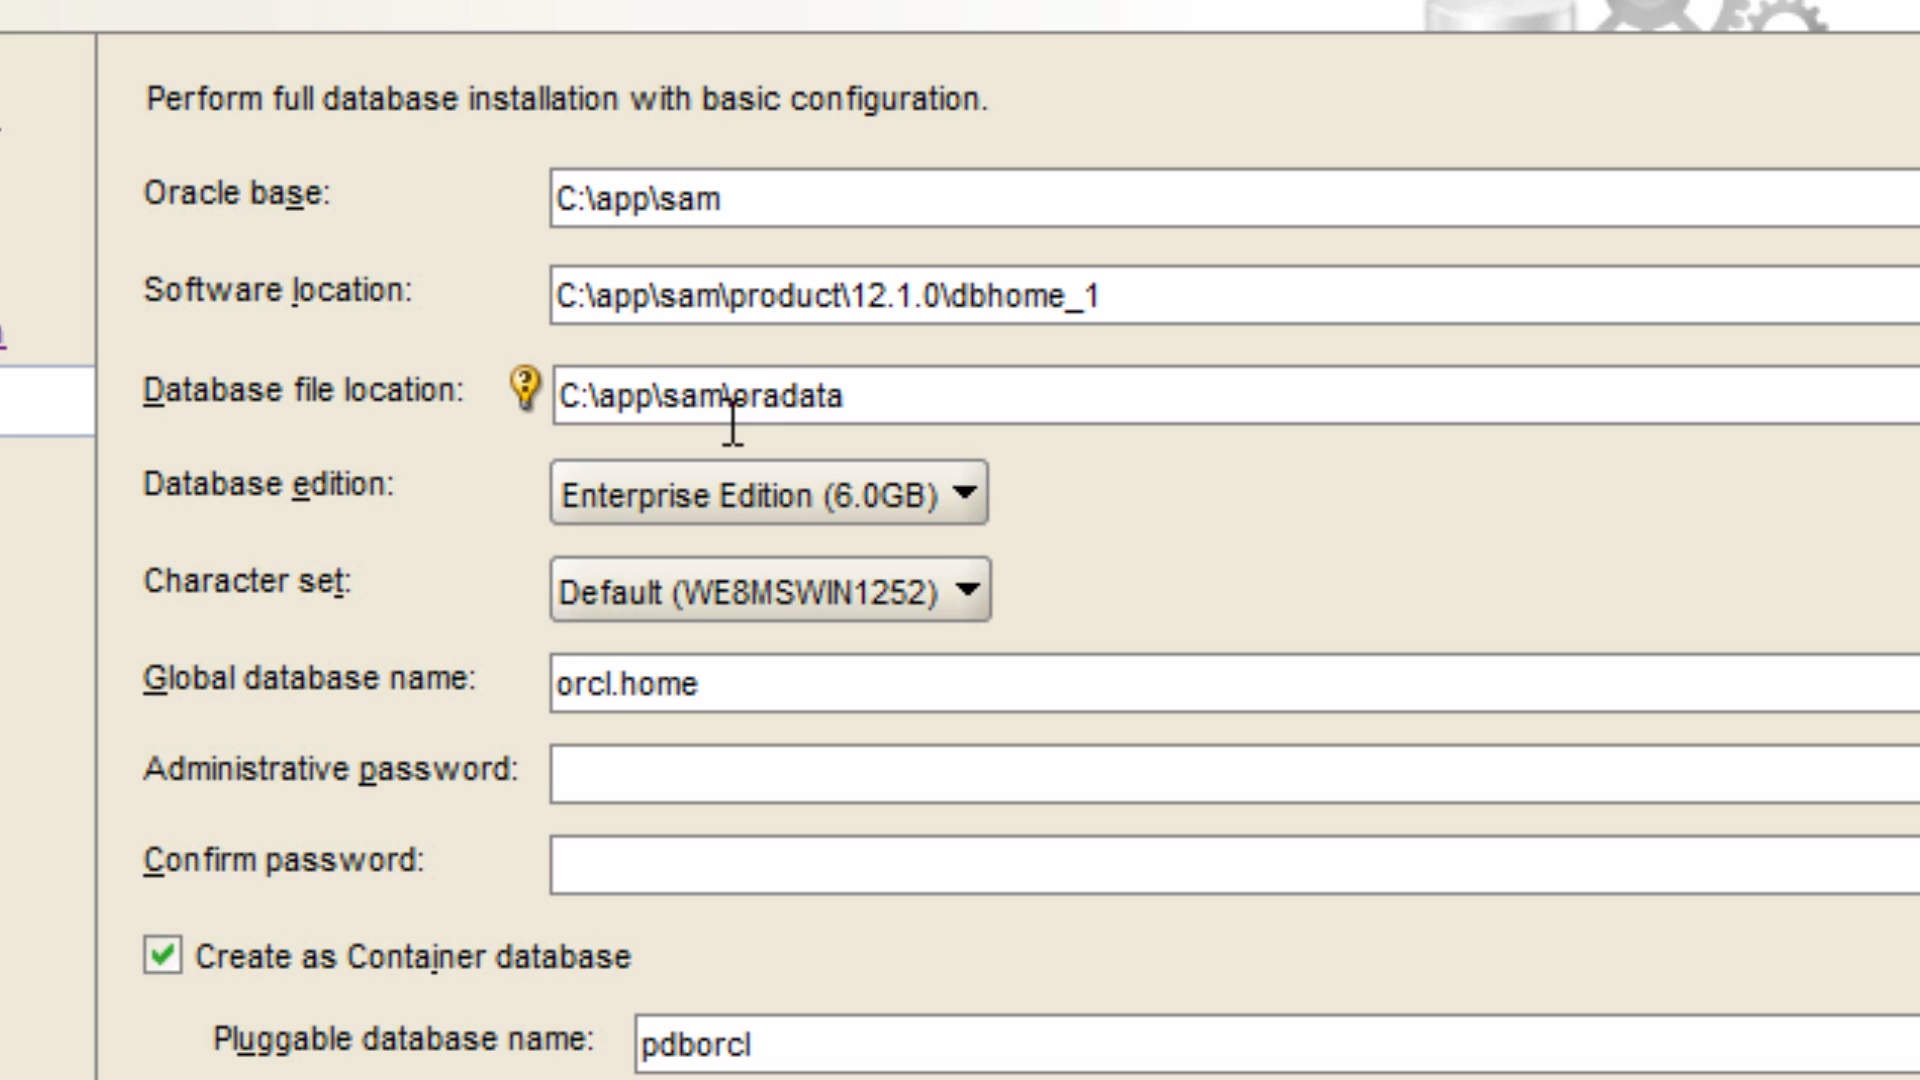 Perform full database installation with basic configuration.
Oracle base: C:\app\sam
Software location: C:\app\sam\product\12.1.0\dbhome_1
Database file location: C:\app\sam\oradata
Database edition: Enterprise Edition (6.0GB)
Character set: Default (WE8MSWIN1252)
Global database name: orcl.home
Administrative password:
Confirm password:
Create as Container database
Pluggable database name: pdborcl